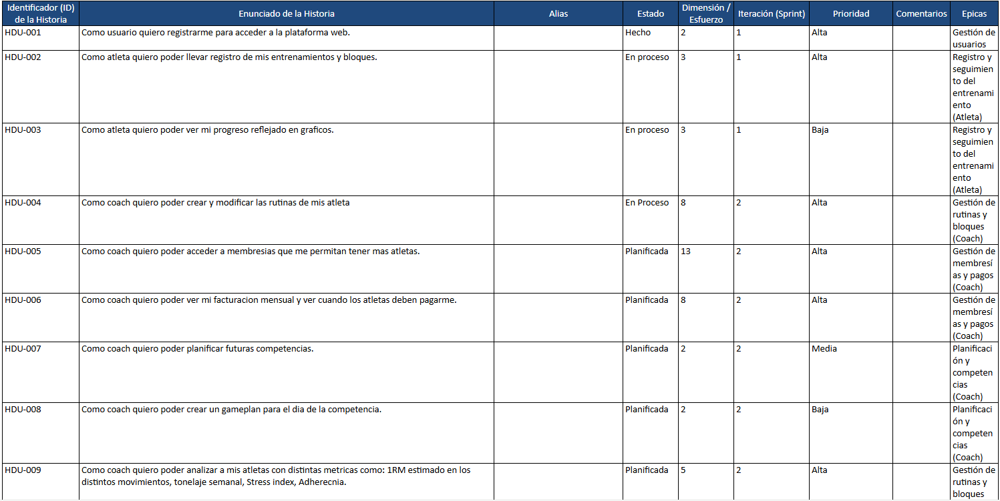 Identificador (ID) de la Historia	Enunciado de la Historia	Alias	Estado	Dimensión / Esfuerzo	Iteración (Sprint)	Prioridad	Comentarios	Epicas
HDU-001	Como usuario quiero registrarme para acceder a la plataforma web.		Hecho	2	1	Alta		Gestión de usuarios
HDU-002	Como atleta quiero poder llevar registro de mis entrenamientos y bloques.		En proceso	3	1	Alta		Registro y seguimiento del entrenamiento (Atleta)
HDU-003	Como atleta quiero poder ver mi progreso reflejado en graficos.		En proceso	3	1	Baja		Registro y seguimiento del entrenamiento (Atleta)
HDU-004	Como coach quiero poder crear y modificar las rutinas de mis atleta		En Proceso	8	2	Alta		Gestión de rutinas y bloques (Coach)
HDU-005	Como coach quiero poder acceder a membresias que me permitan tener mas atletas.		Planificada	13	2	Alta		Gestión de membresías y pagos (Coach)
HDU-006	Como coach quiero poder ver mi facturacion mensual y ver cuando los atletas deben pagarme.		Planificada	8	2	Alta		Gestión de membresías y pagos (Coach)
HDU-007	Como coach quiero poder planificar futuras competencias.		Planificada	2	2	Media		Planificación y competencias (Coach)
HDU-008	Como coach quiero poder crear un gameplan para el dia de la competencia.		Planificada	2	2	Baja		Planificación y competencias (Coach)
HDU-009	Como coach quiero poder analizar a mis atletas con distintas metricas como: 1RM estimado en los distintos movimientos, tonelaje semanal, Stress index, Adherecnia.		Planificada	5	2	Alta		Gestión de rutinas y bloques